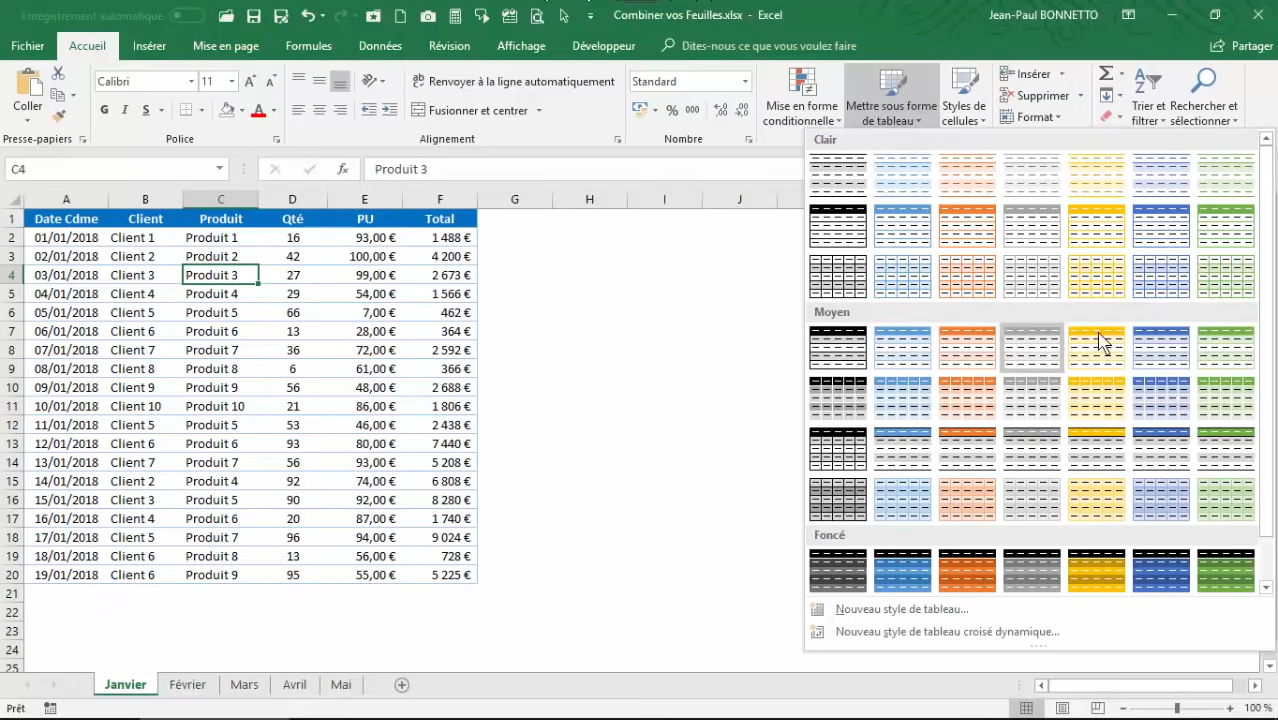 Enregistrement automatique
Combiner vos Feuilles.xlsx - Excel
Jean-Paul BONNETTO
Fichier Accueil Insérer Mise en page Formules Données Révision Affichage Développeur Dites-nous ce que vous voulez faire Partager
Coller
Calibri 11
G I S
Renvoyer à la ligne automatiquement
Fusionner et centrer
Standard
% 000
Mise en forme conditionnelle
Mettre sous forme de tableau
Styles de cellules
Insérer
Supprimer
Format
Trier et filtrer
Rechercher et sélectionner
Presse-papiers Police Alignement Nombre
C4 fx Produit 3
A B C D E F G H I J
1 Date Cdme Client Produit Qté PU Total
2 01/01/2018 Client 1 Produit 1 16 93,00 € 1 488 €
3 02/01/2018 Client 2 Produit 2 42 100,00 € 4 200 €
4 03/01/2018 Client 3 Produit 3 27 99,00 € 2 673 €
5 04/01/2018 Client 4 Produit 4 29 54,00 € 1 566 €
6 05/01/2018 Client 5 Produit 5 66 7,00 € 462 €
7 06/01/2018 Client 6 Produit 6 13 28,00 € 364 €
8 07/01/2018 Client 7 Produit 7 36 72,00 € 2 592 €
9 08/01/2018 Client 8 Produit 8 6 61,00 € 366 €
10 09/01/2018 Client 9 Produit 9 56 48,00 € 2 688 €
11 10/01/2018 Client 10 Produit 10 21 86,00 € 1 806 €
12 11/01/2018 Client 5 Produit 5 53 46,00 € 2 438 €
13 12/01/2018 Client 6 Produit 6 93 80,00 € 7 440 €
14 13/01/2018 Client 7 Produit 7 56 93,00 € 5 208 €
15 14/01/2018 Client 2 Produit 4 92 74,00 € 6 808 €
16 15/01/2018 Client 3 Produit 5 90 92,00 € 8 280 €
17 16/01/2018 Client 4 Produit 6 20 87,00 € 1 740 €
18 17/01/2018 Client 5 Produit 7 96 94,00 € 9 024 €
19 18/01/2018 Client 6 Produit 8 13 56,00 € 728 €
20 19/01/2018 Client 6 Produit 9 95 55,00 € 5 225 €
21
22
23
24
25
Clair
Moyen
Foncé
Nouveau style de tableau...
Nouveau style de tableau croisé dynamique...
Janvier Février Mars Avril Mai
Prêt
100 %